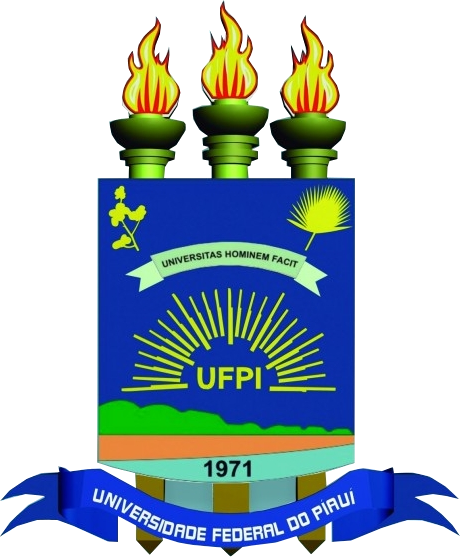 UNIVERSITAS HOMINEM FACIT
UFPI
1971
UNIVERSIDADE FEDERAL DO PIAUÍ